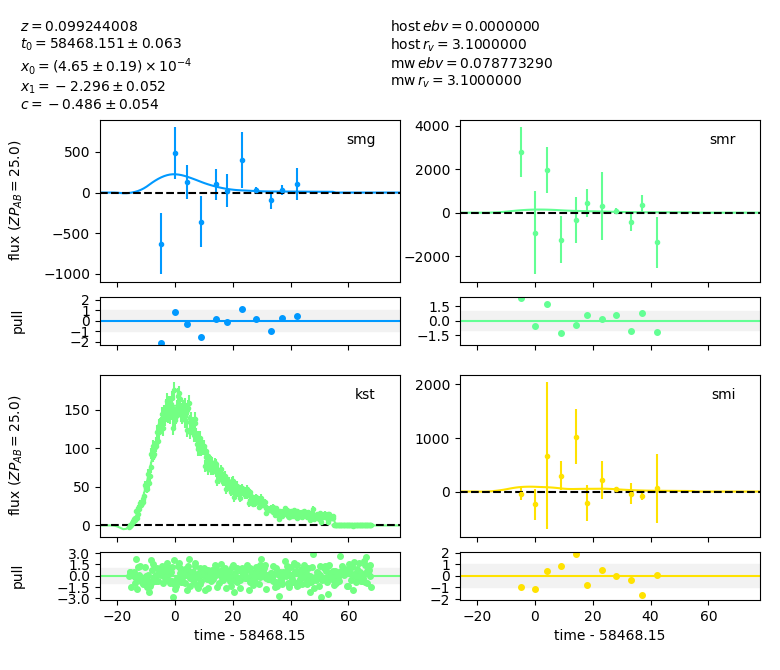 z = 0.099244008
t₀ = 58468.151 ± 0.063
x₀ = (4.65 ± 0.19) × 10⁻⁴
x₁ = −2.296 ± 0.052
c = −0.486 ± 0.054
host ebv = 0.0000000
host r_v = 3.1000000
mw ebv = 0.078773290
mw r_v = 3.1000000
smg
flux (ZP_AB = 25.0)
500
0
−500
−1000
smr
4000
2000
0
−2000
pull
2
1
0
−1
−2
1.5
0.0
−1.5
kst
flux (ZP_AB = 25.0)
150
100
50
0
smi
2000
1000
0
pull
3.0
1.5
0.0
−1.5
−3.0
−20 0 20 40 60
time - 58468.15
2
1
0
−1
−2
−20 0 20 40 60
time - 58468.15